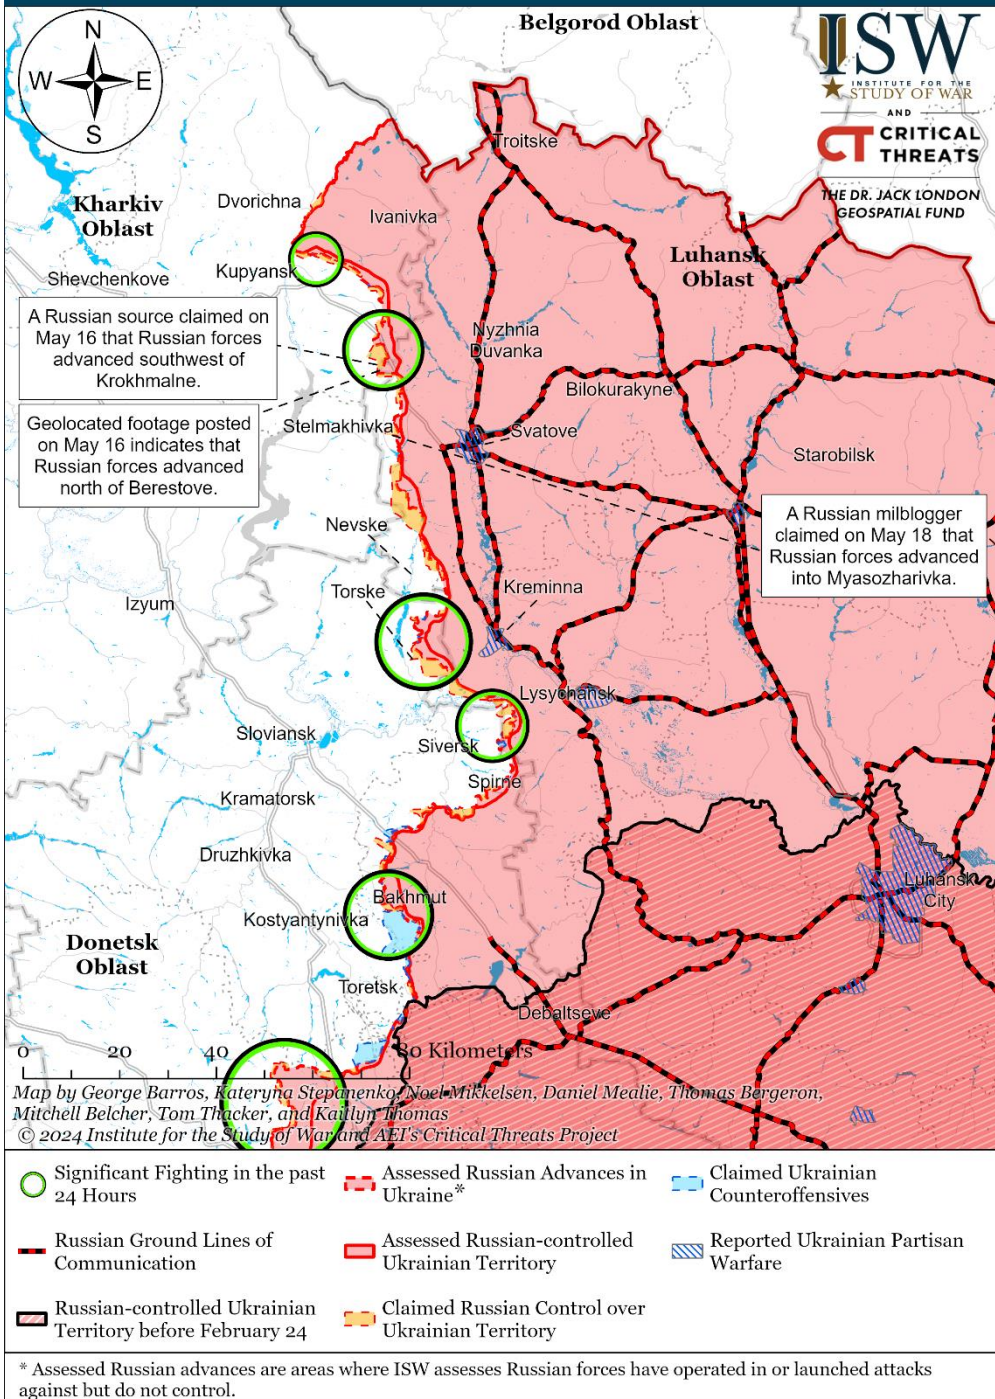 Belgorod Oblast
N
W
E
S
ISW
INSTITUTE FOR THE
STUDY OF WAR
AND
CT CRITICAL
THREATS
THE DR. JACK LONDON
GEOSPATIAL FUND
Troitske
Kharkiv
Oblast
Dvorichna
Ivanivka
Luhansk
Oblast
Shevchenkove
Kupyansk
A Russian source claimed on
May 16 that Russian forces
advanced southwest of
Krokhmalne.
Nyzhnia
Duvanka
Bilokurakyne
Geolocated footage posted
on May 16 indicates that
Russian forces advanced
north of Berestove.
Stelmakhivka
Svatove
Starobilsk
A Russian milblogger
claimed on May 18 that
Russian forces advanced
into Myasozharivka.
Nevske
Torske
Kreminna
Izyum
Lysychansk
Sloviansk
Siversk
Spirne
Kramatorsk
Druzhkivka
Bakhmut
Luhansk
City
Kostyantynivka
Donetsk
Oblast
Toretsk
Debaltseve
0 20 40 80 Kilometers
Map by George Barros, Kateryna Stepanenko, Noel Mikkelsen, Daniel Mealie, Thomas Bergeron,
Mitchell Belcher, Tom Thacker, and Kaitlyn Thomas
© 2024 Institute for the Study of War and AEI's Critical Threats Project
Significant Fighting in the past
24 Hours
Russian Ground Lines of
Communication
Russian-controlled Ukrainian
Territory before February 24
Assessed Russian Advances in
Ukraine*
Assessed Russian-controlled
Ukrainian Territory
Claimed Russian Control over
Ukrainian Territory
Claimed Ukrainian
Counteroffensives
Reported Ukrainian Partisan
Warfare
* Assessed Russian advances are areas where ISW assesses Russian forces have operated in or launched attacks
against but do not control.